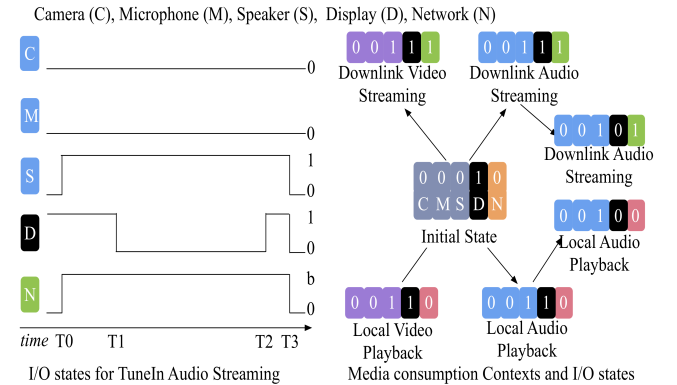 Camera (C), Microphone (M), Speaker (S), Display (D), Network (N)
C
0
M
0
S
1
0
D
1
0
N
b
0
time T0 T1 T2 T3
I/O states for TuneIn Audio Streaming
0 0 1 1 1
Downlink Video
Streaming
0 0 1 1 1
Downlink Audio
Streaming
0 0 1 0 1
Downlink Audio
Streaming
0 0 0 1 0
C M S D N
Initial State
0 0 1 0 0
Local Audio
Playback
0 0 1 1 0
Local Video
Playback
0 0 1 1 0
Local Audio
Playback
Media consumption Contexts and I/O states